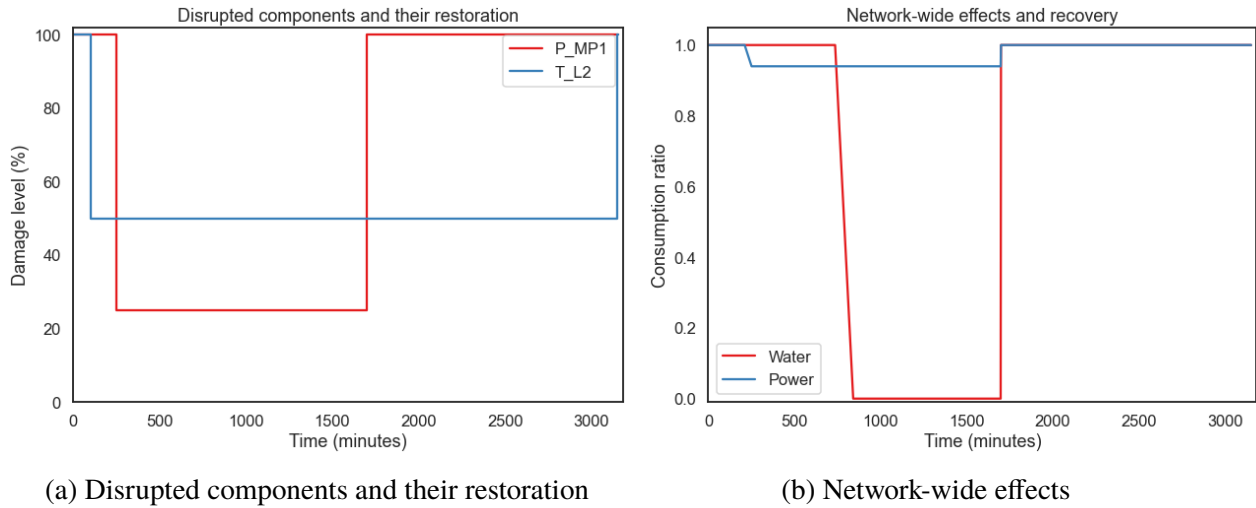 Disrupted components and their restoration
100
80
60
40
20
0
Damage level (%)
P_MP1
T_L2
0 500 1000 1500 2000 2500 3000
Time (minutes)
(a) Disrupted components and their restoration
Network-wide effects and recovery
1.0
0.8
0.6
0.4
0.2
0.0
Consumption ratio
Water
Power
0 500 1000 1500 2000 2500 3000
Time (minutes)
(b) Network-wide effects